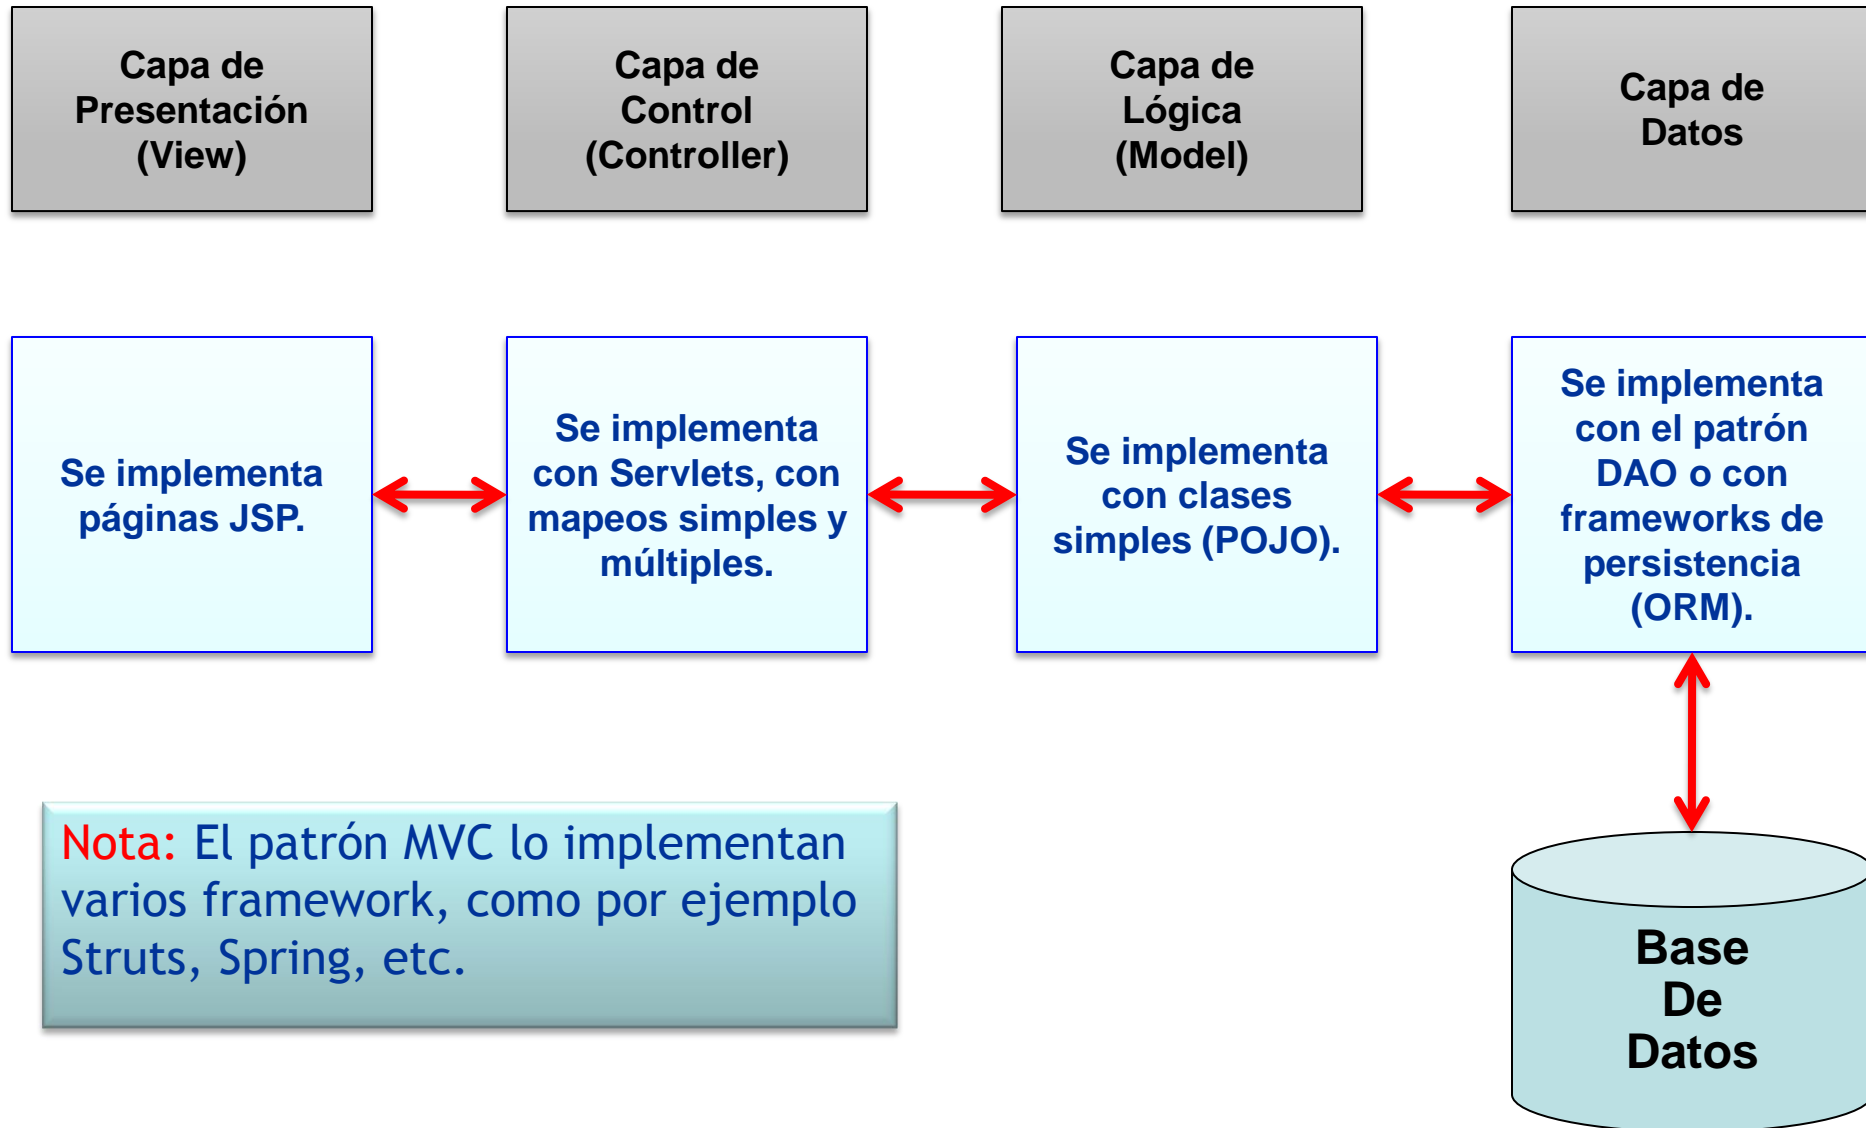 Capa de
Presentación
(View)
Capa de
Control
(Controller)
Capa de
Lógica
(Model)
Capa de
Datos
Se implementa
páginas JSP.
Se implementa
con Servlets, con
mapeos simples y
múltiples.
Se implementa
con clases
simples (POJO).
Se implementa
con el patrón
DAO o con
frameworks de
persistencia
(ORM).
Nota: El patrón MVC lo implementan
varios framework, como por ejemplo
Struts, Spring, etc.
Base
De
Datos